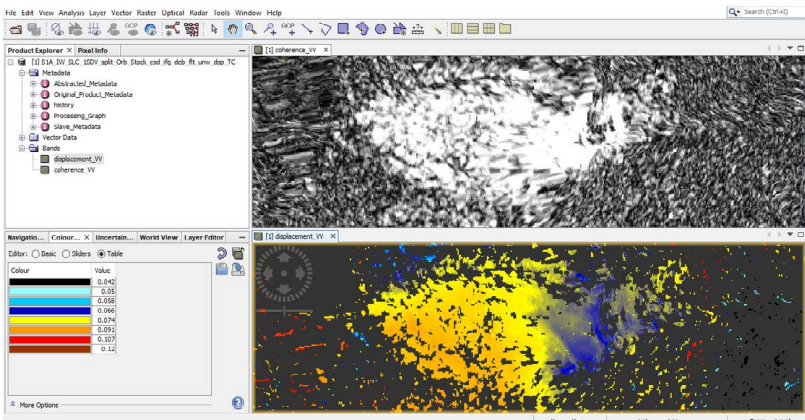 File Edit View Analysis Layer Vector Raster Optical Radar Tools Window Help
Search (Ctrl+I)
Product Explorer × Pixel Info
[1] S1A_IW_SLC_1SDV_split_Orb_Stack_esd_ifg_deb_flt_unw_dsp_TC
Metadata
Abstracted_Metadata
Original_Product_Metadata
history
Processing_Graph
Slave_Metadata
Vector Data
Bands
displacement_VV
coherence_VV
[1] coherence_VV ×
Navigatio... Colour... × Uncertain... World View Layer Editor
Editor: Basic Sliders Table
Colour Value
0.042
0.05
0.058
0.066
0.074
0.091
0.107
0.12
More Options
[1] displacement_VV ×